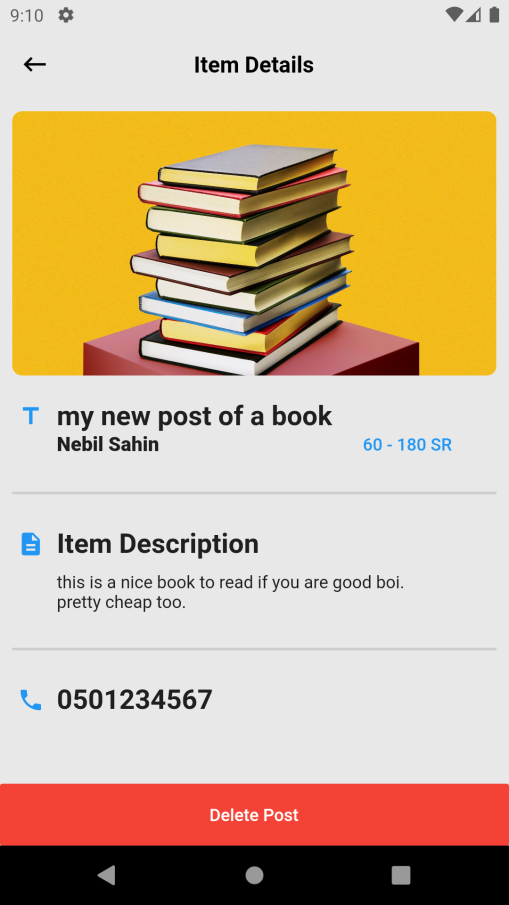 9:10
Item Details
my new post of a book
Nebil Sahin 60 - 180 SR
Item Description
this is a nice book to read if you are good boi.
pretty cheap too.
0501234567
Delete Post